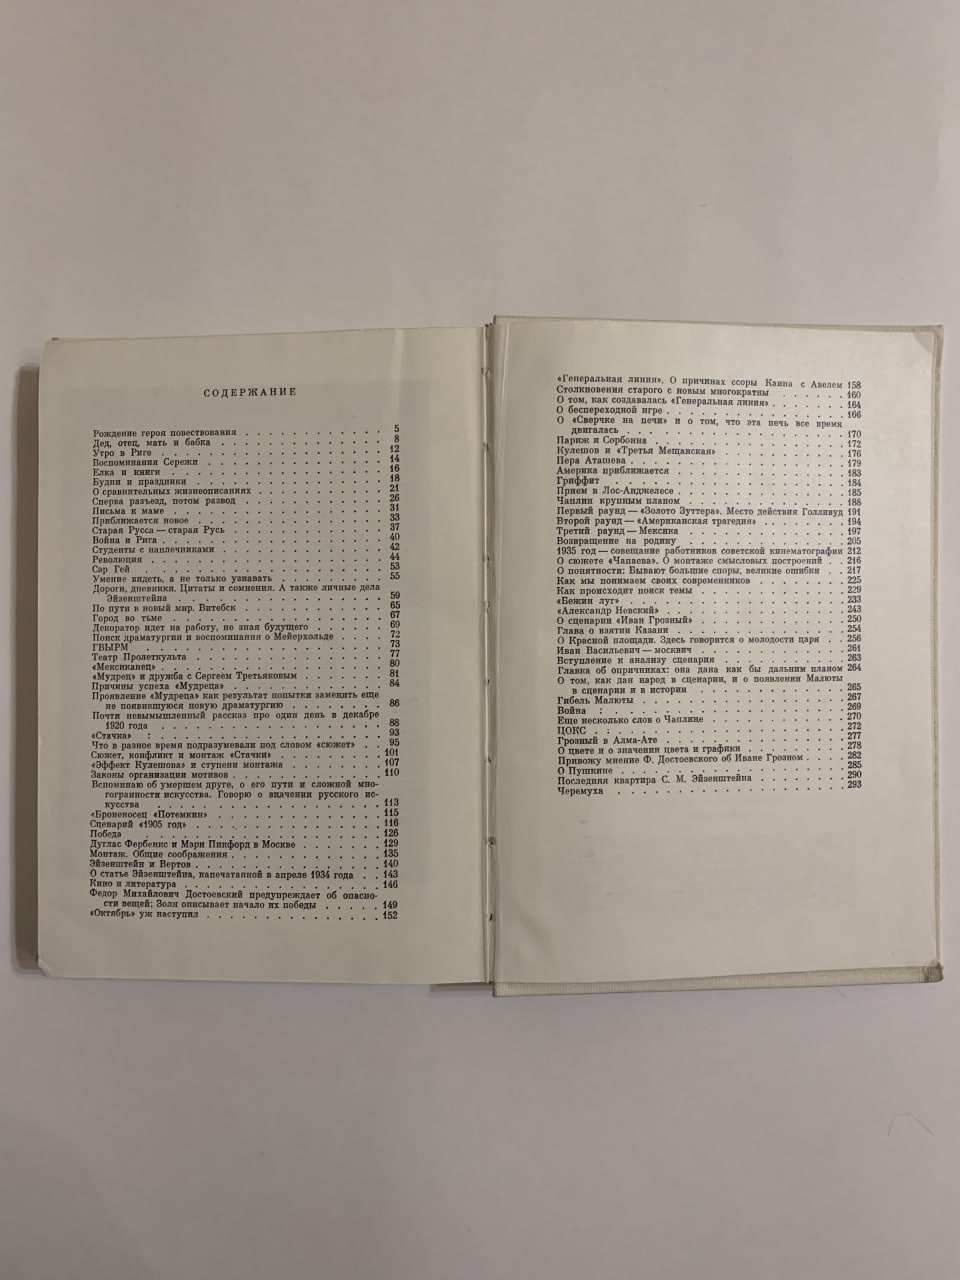 СОДЕРЖАНИЕ
Рождение героя повествования . . . . . . . . . . . . 5
Дед, отец, мать и бабка . . . . . . . . . . . . . . 8
Утро в Риге . . . . . . . . . . . . . . . . . . . 12
Воспоминания Сережи . . . . . . . . . . . . . . . 14
Елка и книги . . . . . . . . . . . . . . . . . . 16
Будни и праздники . . . . . . . . . . . . . . . . 18
О сравнительных жизнеописаниях . . . . . . . . . . . 21
Сперва разъезд, потом развод . . . . . . . . . . . . 26
Письма к маме . . . . . . . . . . . . . . . . . . 31
Приближается новое . . . . . . . . . . . . . . . . 33
Старая Русса — старая Русь . . . . . . . . . . . . . 37
Война и Рига . . . . . . . . . . . . . . . . . . . 40
Студенты с наплечниками . . . . . . . . . . . . . . 42
Революция . . . . . . . . . . . . . . . . . . . . 44
Сэр Гей . . . . . . . . . . . . . . . . . . . . 53
Умение видеть, а не только узнавать . . . . . . . . . 55
Дороги, дневники. Цитаты и сомнения. А также личные дела
Эйзенштейна . . . . . . . . . . . . . . . . . . 59
По пути в новый мир. Витебск . . . . . . . . . . . . 65
Город во тьме . . . . . . . . . . . . . . . . . . 67
Декоратор идет на работу, не зная будущего . . . . . . 69
Поиск драматургии и воспоминания о Мейерхольде . . . . 72
ГВЫРМ . . . . . . . . . . . . . . . . . . . . 73
Театр Пролеткульта . . . . . . . . . . . . . . . . 77
«Мексиканец» . . . . . . . . . . . . . . . . . . . 80
«Мудрец» и дружба с Сергеем Третьяковым . . . . . . . 81
Причины успеха «Мудреца» . . . . . . . . . . . . . 84
Проявление «Мудреца» как результат попытки заменить еще
не появившуюся новую драматургию . . . . . . . . 86
Почти невымышленный рассказ про один день в декабре
1920 года . . . . . . . . . . . . . . . . . . . 88
«Стачка» : . . . . . . . . . . . . . . . . . . . 93
Что в разное время подразумевали под словом «сюжет» . . 95
Сюжет, конфликт и монтаж «Стачки» . . . . . . . . . 101
«Эффект Кулешова» и ступени монтажа . . . . . . . . 107
Законы организации мотивов . . . . . . . . . . . . . 110
Вспоминаю об умершем друге, о его пути и сложной мно-
гогранности искусства. Говорю о значении русского ис-
кусства . . . . . . . . . . . . . . . . . . . 113
«Броненосец «Потемкин» . . . . . . . . . . . . . . 115
Сценарий «1905 год» . . . . . . . . . . . . . . . . 116
Победа . . . . . . . . . . . . . . . . . . . . 126
Дуглас Фербенкс и Мэри Пикфорд в Москве . . . . . . . 129
Монтаж. Общие соображения . . . . . . . . . . . . . 135
Эйзенштейн и Вертов . . . . . . . . . . . . . . . . 140
О статье Эйзенштейна, напечатанной в апреле 1934 года . . 143
Кино и литература . . . . . . . . . . . . . . . . . 146
Федор Михайлович Достоевский предупреждает об опасно-
сти вещей; Золя описывает начало их победы . . . . . 149
«Октябрь» уж наступил . . . . . . . . . . . . . . . 152
«Генеральная линия». О причинах ссоры Каина с Авелем 158
Столкновения старого с новым многократны . . . . . . 160
О том, как создавалась «Генеральная линия» . . . . . . . 164
О беспереходной игре . . . . . . . . . . . . . . . 166
О «Сверчке на печи» и о том, что эта печь все время
двигалась . . . . . . . . . . . . . . . . . . 170
Париж и Сорбонна . . . . . . . . . . . . . . . . 172
Кулешов и «Третья Мещанская» . . . . . . . . . . . 176
Пера Аташева . . . . . . . . . . . . . . . . . . 179
Америка приближается . . . . . . . . . . . . . . 183
Гриффит . . . . . . . . . . . . . . . . . . . 184
Прием в Лос-Анджелесе . . . . . . . . . . . . . . 185
Чаплин крупным планом . . . . . . . . . . . . . . 188
Первый раунд — «Золото Зуттера». Место действия Голливуд 191
Второй раунд — «Американская трагедия» . . . . . . . 194
Третий раунд — Мексика . . . . . . . . . . . . . . 197
Возвращение на родину . . . . . . . . . . . . . . 205
1935 год — совещание работников советской кинематографии 212
О сюжете «Чапаева». О монтаже смысловых построений . . 216
О понятности: Бывают большие споры, великие ошибки . . 217
Как мы понимаем своих современников . . . . . . . . 225
Как происходит поиск темы . . . . . . . . . . . . 229
«Бежин луг» . . . . . . . . . . . . . . . . . . 233
«Александр Невский» . . . . . . . . . . . . . . . 243
О сценарии «Иван Грозный» . . . . . . . . . . . . . 250
Глава о взятии Казани . . . . . . . . . . . . . . 254
О Красной площади. Здесь говорится о молодости царя . . 256
Иван Васильевич — москвич . . . . . . . . . . . . 261
Вступление к анализу сценария . . . . . . . . . . 263
Главка об опричниках: она дана как бы дальним планом 264
О том, как дан народ в сценарии, и о появлении Малюты
в сценарии и в истории . . . . . . . . . . . . 265
Гибель Малюты . . . . . . . . . . . . . . . . . 267
Война : . . . . . . . . . . . . . . . . . . . 269
Еще несколько слов о Чаплине . . . . . . . . . . . 270
ЦОКС . . : . . . . . . . . . . . . . . . . . . 272
Грозный в Алма-Ате . . . . . . . . . . . . . . . 277
О цвете и о значении цвета и графики . . . . . . . . 278
Привожу мнение Ф. Достоевского об Иване Грозном . . . . 282
О Пушкине . . . . . . . . . . . . . . . . . . . 285
Последняя квартира С. М. Эйзенштейна . . . . . . . . 290
Черемуха . . . . . . . . . . . . . . . . . . . 293